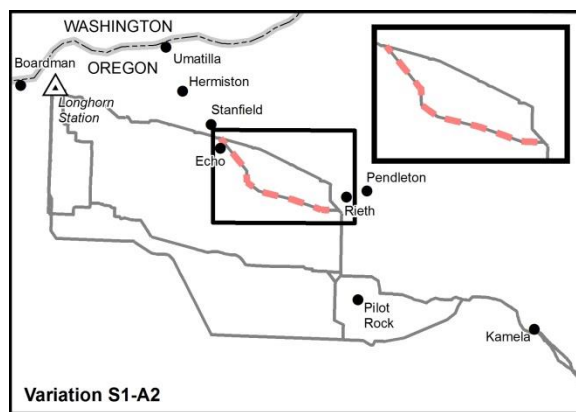 WASHINGTON
OREGON
Boardman
Umatilla
Longhorn
Station
Hermiston
Stanfield
Echo
Pendleton
Rieth
Pilot
Rock
Kamela
Variation S1-A2